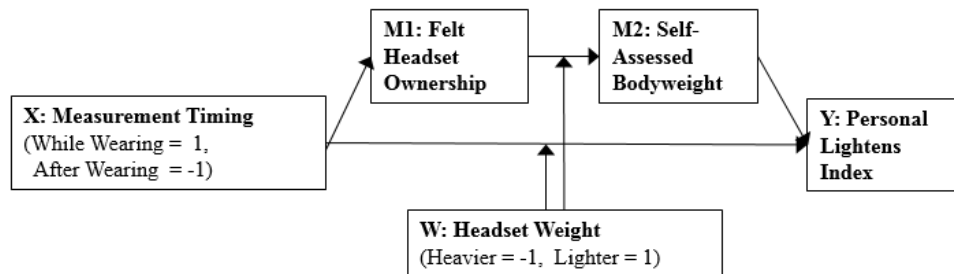 M1: Felt
Headset
Ownership
M2: Self-
Assessed
Bodyweight
X: Measurement Timing
(While Wearing = 1,
After Wearing = -1)
Y: Personal
Lightens
Index
W: Headset Weight
(Heavier = -1, Lighter = 1)